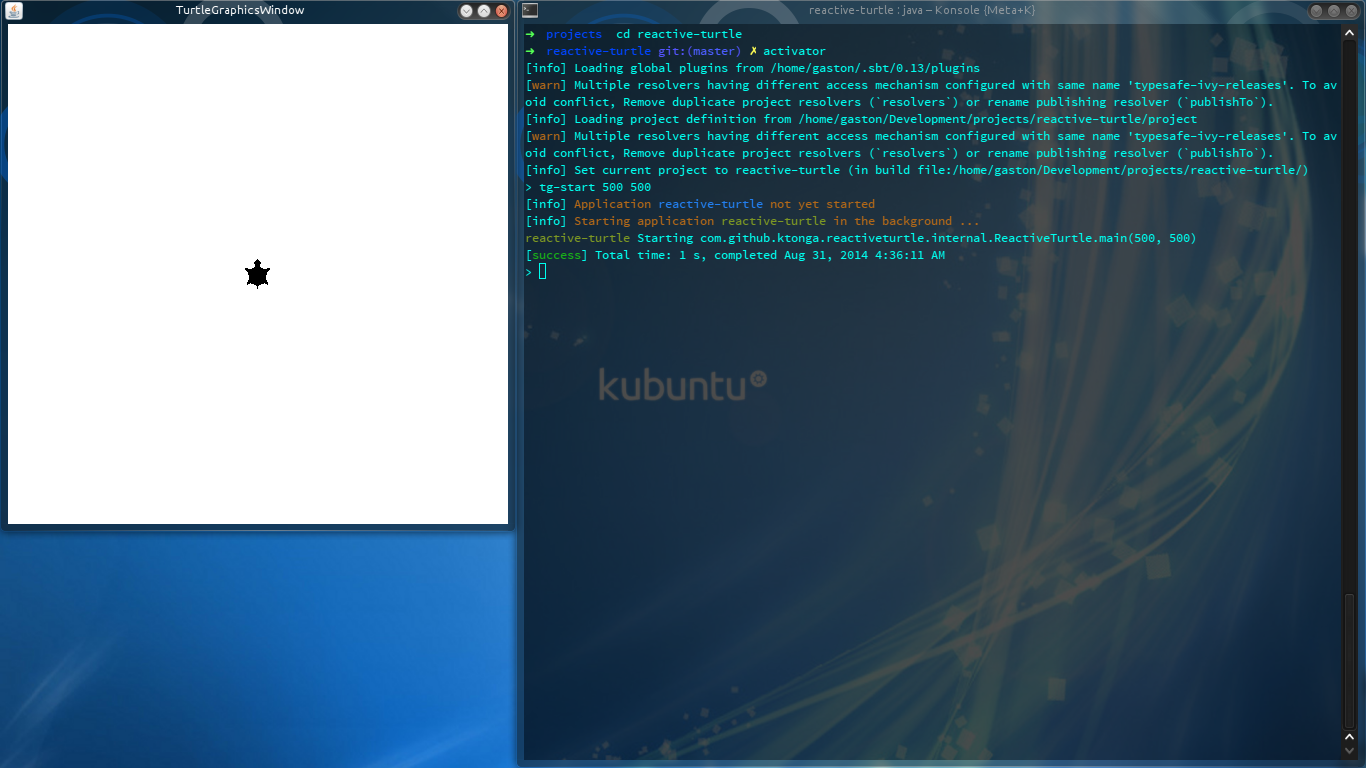 TurtleGraphicsWindow
reactive-turtle : java – Konsole {Meta+K}
➜ projects cd reactive-turtle
➜ reactive-turtle git:(master) ✗ activator
[info] Loading global plugins from /home/gaston/.sbt/0.13/plugins
[warn] Multiple resolvers having different access mechanism configured with same name 'typesafe-ivy-releases'. To av
oid conflict, Remove duplicate project resolvers (`resolvers`) or rename publishing resolver (`publishTo`).
[info] Loading project definition from /home/gaston/Development/projects/reactive-turtle/project
[warn] Multiple resolvers having different access mechanism configured with same name 'typesafe-ivy-releases'. To av
oid conflict, Remove duplicate project resolvers (`resolvers`) or rename publishing resolver (`publishTo`).
[info] Set current project to reactive-turtle (in build file:/home/gaston/Development/projects/reactive-turtle/)
> tg-start 500 500
[info] Application reactive-turtle not yet started
[info] Starting application reactive-turtle in the background ...
reactive-turtle Starting com.github.ktonga.reactiveturtle.internal.ReactiveTurtle.main(500, 500)
[success] Total time: 1 s, completed Aug 31, 2014 4:36:11 AM
>
kubuntu